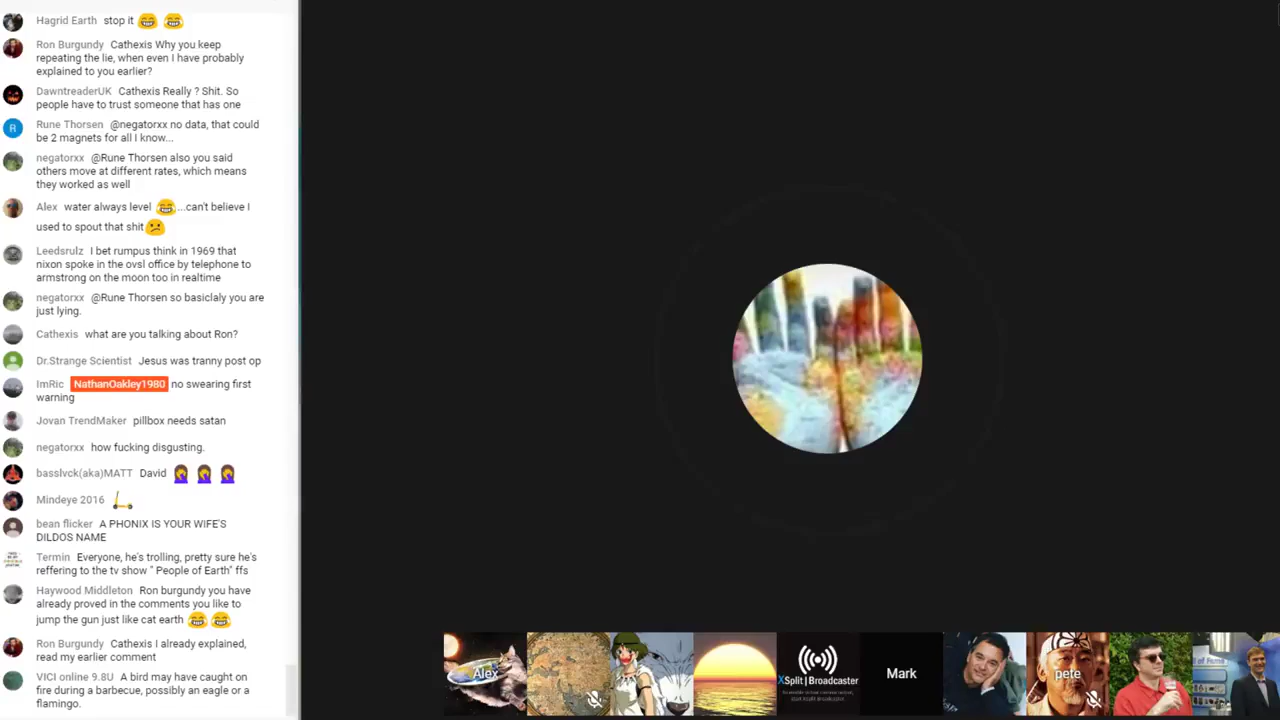 Hagrid Earth stop it
Ron Burgundy Cathexis Why you keep
repeating the lie, when even I have probably
explained to you earlier?
DawntreaderUK Cathexis Really ? Shit. So
people have to trust someone that has one
R Rune Thorsen @negatorxx no data, that could
be 2 magnets for all I know...
negatorxx @Rune Thorsen also you said
others move at different rates, which means
they worked as well
Alex water always level 😂...can't believe I
used to spout that shit
Leedsrulz I bet rumpus think in 1969 that
nixon spoke in the ovsl office by telephone to
armstrong on the moon too in realtime
negatorxx @Rune Thorsen so basiclaly you are
just lying.
Cathexis what are you talking about Ron?
Dr.Strange Scientist Jesus was tranny post op
ImRic NathanOakley1980 no swearing first
warning
Jovan TrendMaker pillbox needs satan
negatorxx how fucking disgusting.
basslvck(aka)MATT David
Mindeye 2016
bean flicker A PHONIX IS YOUR WIFE'S
DILDOS NAME
Termin Everyone, he's trolling, pretty sure he's
reffering to the tv show " People of Earth" ffs
Haywood Middleton Ron burgundy you have
already proved in the comments you like to
jump the gun just like cat earth
Ron Burgundy Cathexis I already explained,
read my earlier comment
VICI online 9.8U A bird may have caught on
fire during a barbecue, possibly an eagle or a
flamingo.
Alex
XSplit|Broadcaster
Mark
pete